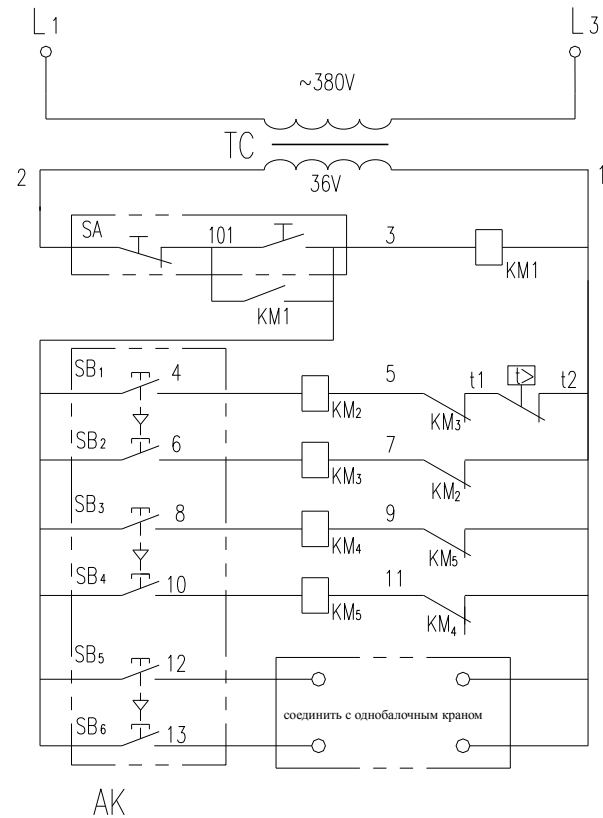 L1 L3
~380V
TC
2 36V 1
SA 101 3
KM1
KM1
SB1 4 5 t1 t> t2
KM2 KM3
SB2 6 7
KM3 KM2
SB3 8 9
KM4 KM5
SB4 10 11
KM5 KM4
SB5 12
соединить с однобалочным краном
SB6 13
AK